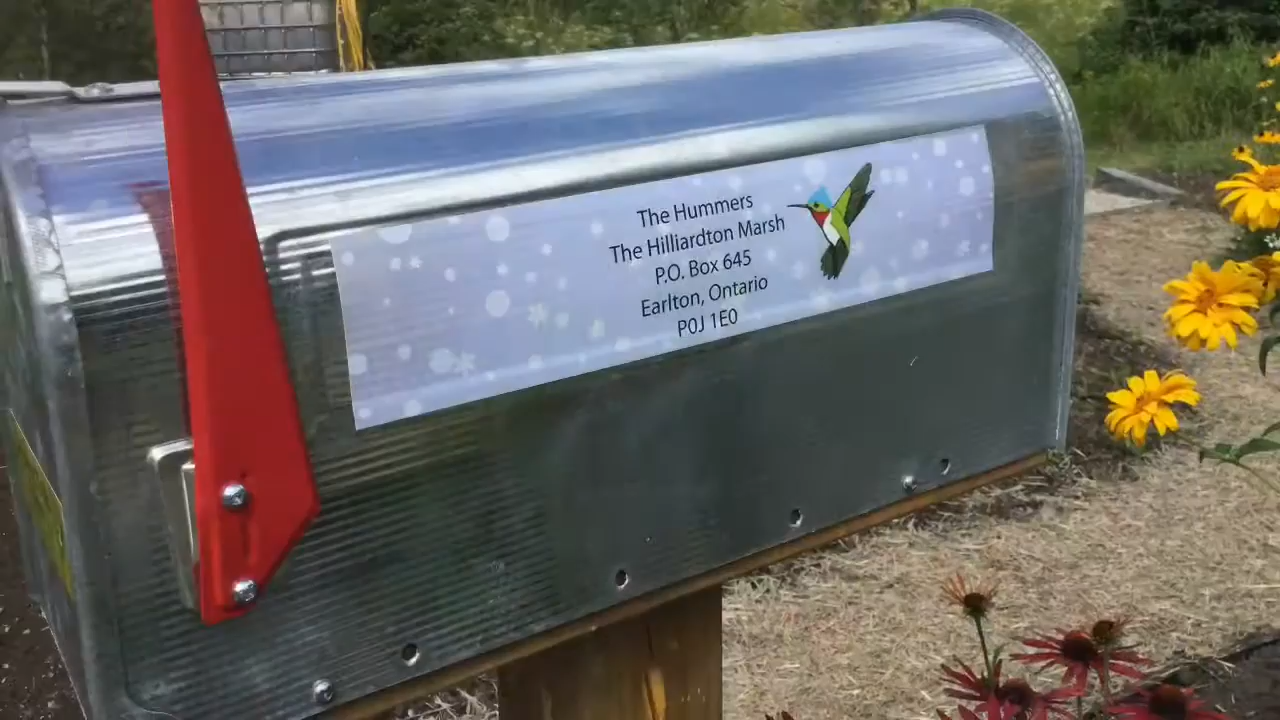 The Hummers
The Hilliardton Marsh
P.O. Box 645
Earlton, Ontario
P0J 1E0